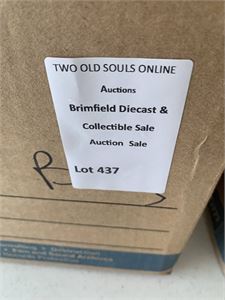 TWO OLD SOULS ONLINE
Auctions
Brimfield Diecast &
Collectible Sale
Auction Sale
Lot 437